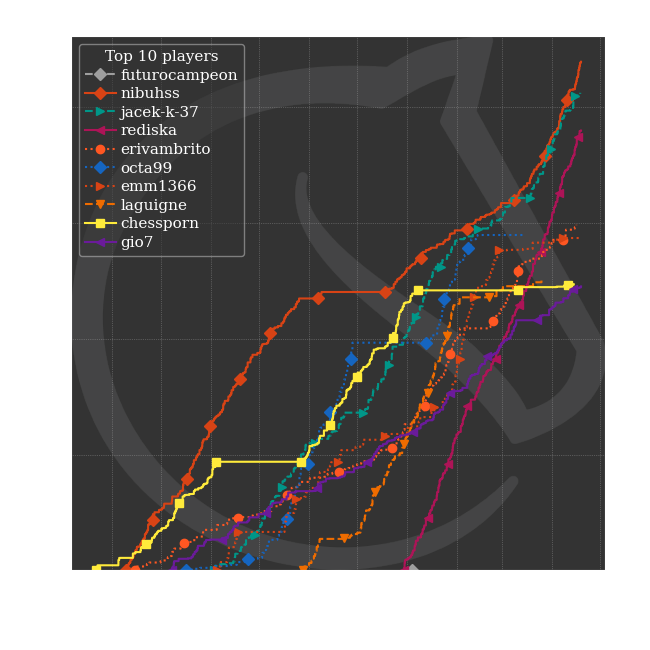 Top 10 players
futurocampeon
nibuhss
jacek-k-37
rediska
erivambrito
octa99
emm1366
laguigne
chessporn
gio7